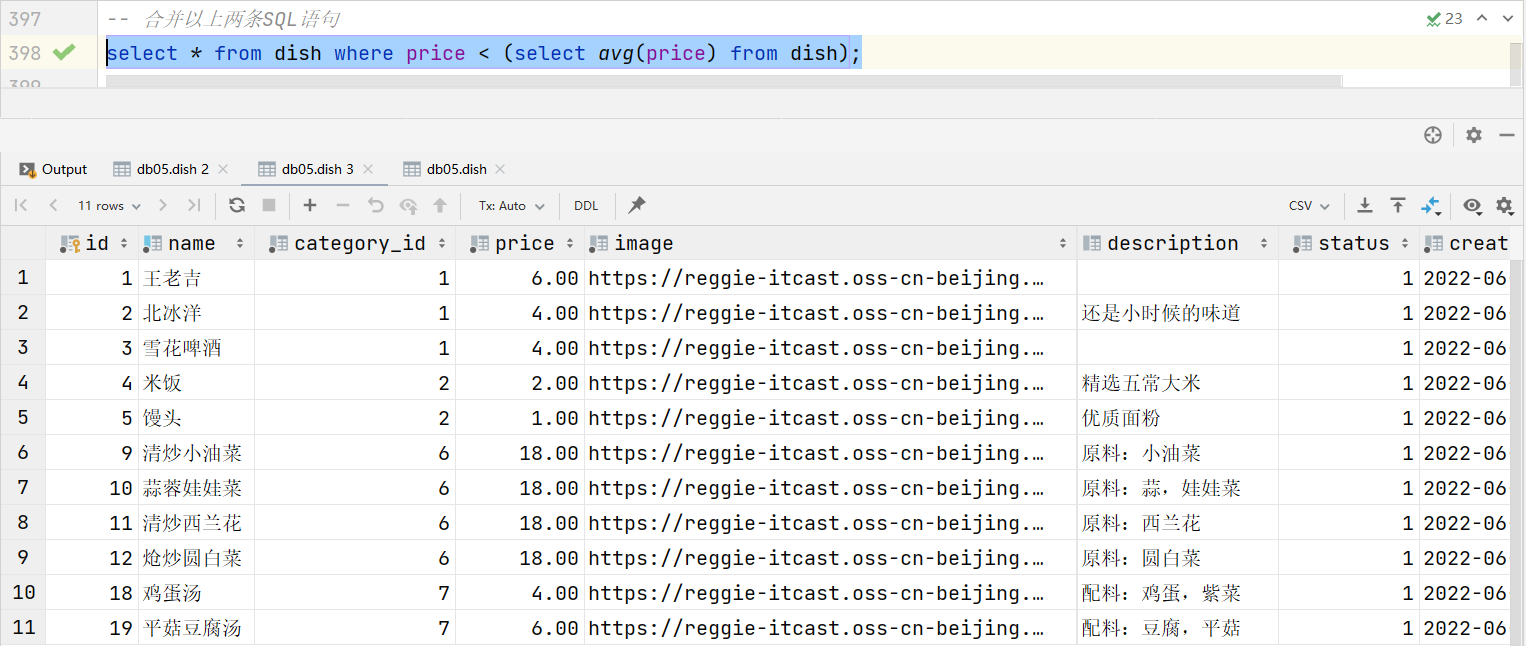 397 -- 合并以上两条SQL语句 23
398 select * from dish where price < (select avg(price) from dish);
399
Output db05.dish 2 db05.dish 3 db05.dish
11 rows Tx: Auto DDL CSV
id name category_id price image description status creat
1 1 王老吉 1 6.00 https://reggie-itcast.oss-cn-beijing.… 1 2022-06
2 2 北冰洋 1 4.00 https://reggie-itcast.oss-cn-beijing.… 还是小时候的味道 1 2022-06
3 3 雪花啤酒 1 4.00 https://reggie-itcast.oss-cn-beijing.… 1 2022-06
4 4 米饭 2 2.00 https://reggie-itcast.oss-cn-beijing.… 精选五常大米 1 2022-06
5 5 馒头 2 1.00 https://reggie-itcast.oss-cn-beijing.… 优质面粉 1 2022-06
6 9 清炒小油菜 6 18.00 https://reggie-itcast.oss-cn-beijing.… 原料：小油菜 1 2022-06
7 10 蒜蓉娃娃菜 6 18.00 https://reggie-itcast.oss-cn-beijing.… 原料：蒜，娃娃菜 1 2022-06
8 11 清炒西兰花 6 18.00 https://reggie-itcast.oss-cn-beijing.… 原料：西兰花 1 2022-06
9 12 炝炒圆白菜 6 18.00 https://reggie-itcast.oss-cn-beijing.… 原料：圆白菜 1 2022-06
10 18 鸡蛋汤 7 4.00 https://reggie-itcast.oss-cn-beijing.… 配料：鸡蛋，紫菜 1 2022-06
11 19 平菇豆腐汤 7 6.00 https://reggie-itcast.oss-cn-beijing.… 配料：豆腐，平菇 1 2022-06